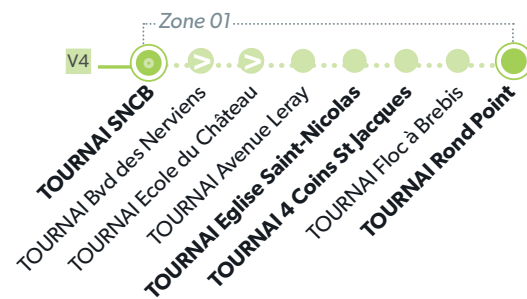 Zone 01
V4
TOURNAI SNCB
TOURNAI Bvd des Nerviens
TOURNAI Ecole du Château
TOURNAI Avenue Leray
TOURNAI Eglise Saint-Nicolas
TOURNAI 4 Coins St Jacques
TOURNAI Floc à Brebis
TOURNAI Rond Point